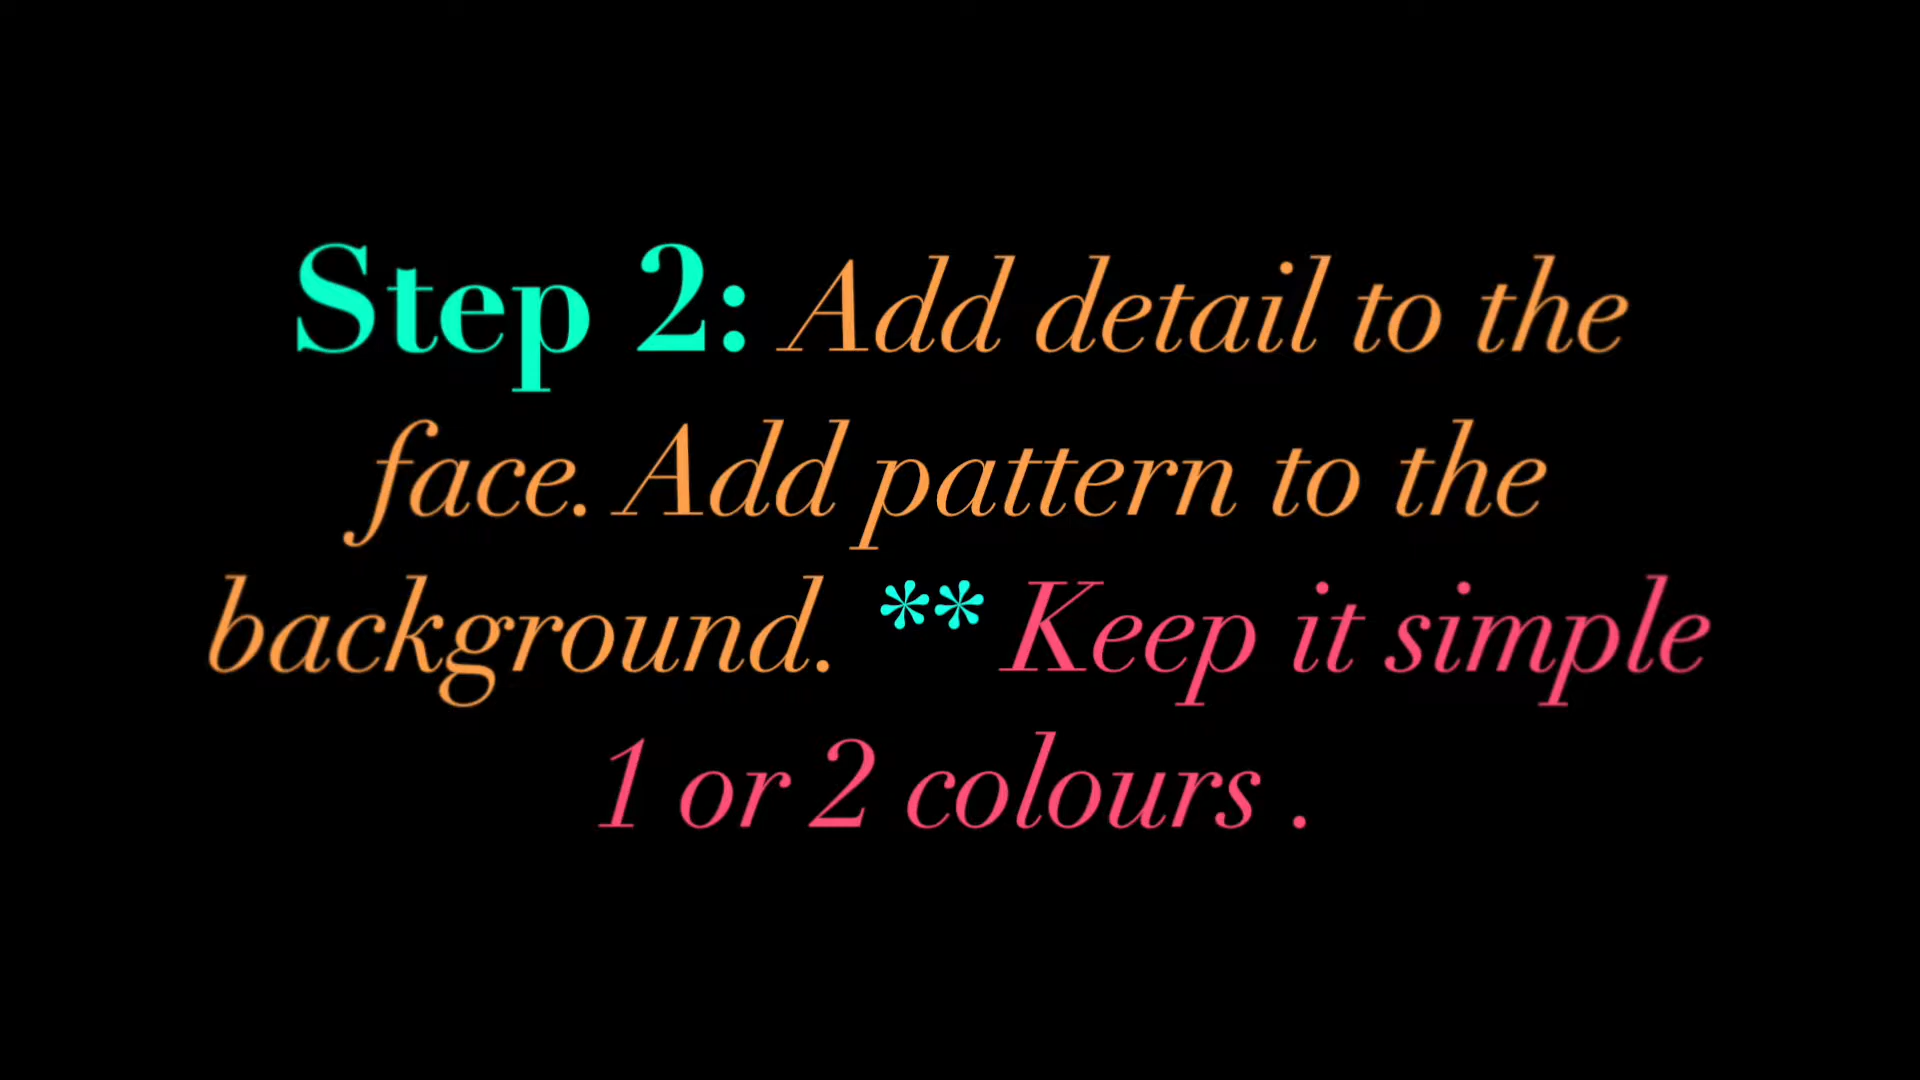 Step 2: Add detail to the
face. Add pattern to the
background. ** Keep it simple
1 or 2 colours .